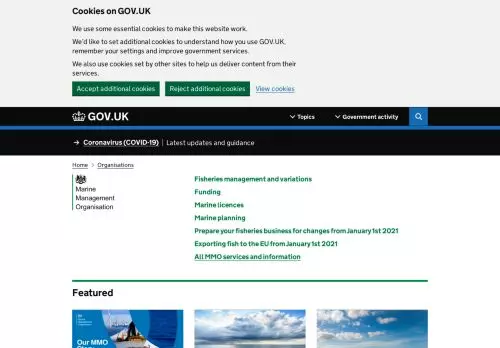 Cookies on GOV.UK
We use some essential cookies to make this website work.
We'd like to set additional cookies to understand how you use GOV.UK,
remember your settings and improve government services.
We also use cookies set by other sites to help us deliver content from their
services.
Accept additional cookies
Reject additional cookies
View cookies
GOV.UK
Topics
Government activity
→ Coronavirus (COVID-19) | Latest updates and guidance
Home > Organisations
Marine
Management
Organisation
Fisheries management and variations
Funding
Marine licences
Marine planning
Prepare your fisheries business for changes from January 1st 2021
Exporting fish to the EU from January 1st 2021
All MMO services and information
Featured
Our MMO